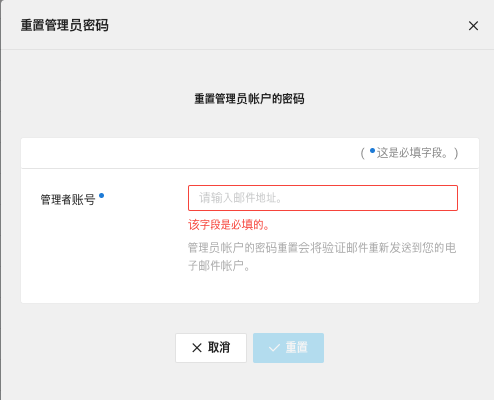 重置管理员密码
重置管理员帐户的密码
( 这是必填字段。)
管理者账号
请输入邮件地址。
该字段是必填的。
管理员帐户的密码重置会将验证邮件重新发送到您的电
子邮件帐户。
取消
重置